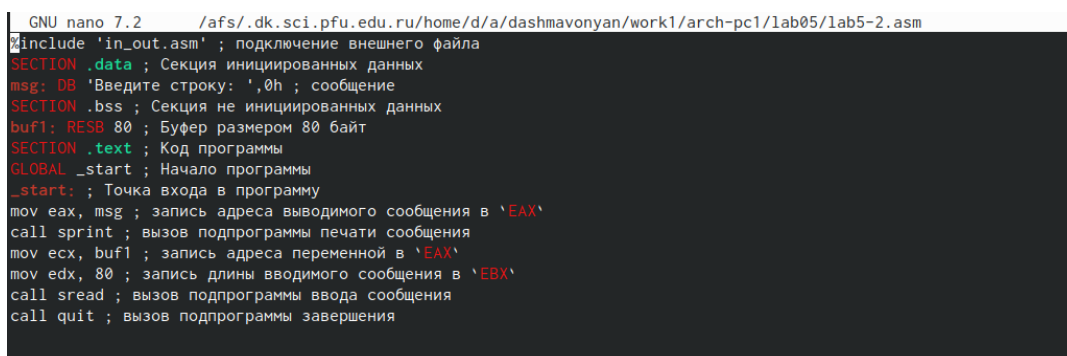 GNU nano 7.2 /afs/.dk.sci.pfu.edu.ru/home/d/a/dashmavonyan/work1/arch-pc1/lab05/lab5-2.asm
%include 'in_out.asm' ; подключение внешнего файла
SECTION .data ; Секция инициированных данных
msg: DB 'Введите строку: ',0h ; сообщение
SECTION .bss ; Секция не инициированных данных
buf1: RESB 80 ; Буфер размером 80 байт
SECTION .text ; Код программы
GLOBAL _start ; Начало программы
_start: ; Точка входа в программу
mov eax, msg ; запись адреса выводимого сообщения в `EAX`
call sprint ; вызов подпрограммы печати сообщения
mov ecx, buf1 ; запись адреса переменной в `EAX`
mov edx, 80 ; запись длины вводимого сообщения в `EBX`
call sread ; вызов подпрограммы ввода сообщения
call quit ; вызов подпрограммы завершения